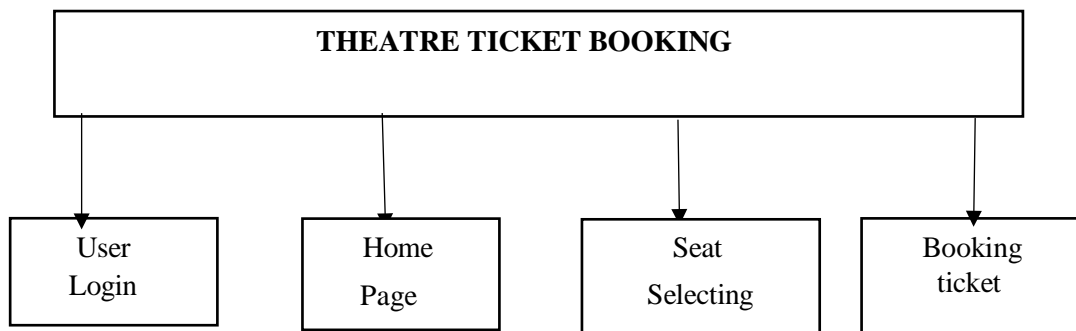 THEATRE TICKET BOOKING
User
Login
Home
Page
Seat
Selecting
Booking
ticket